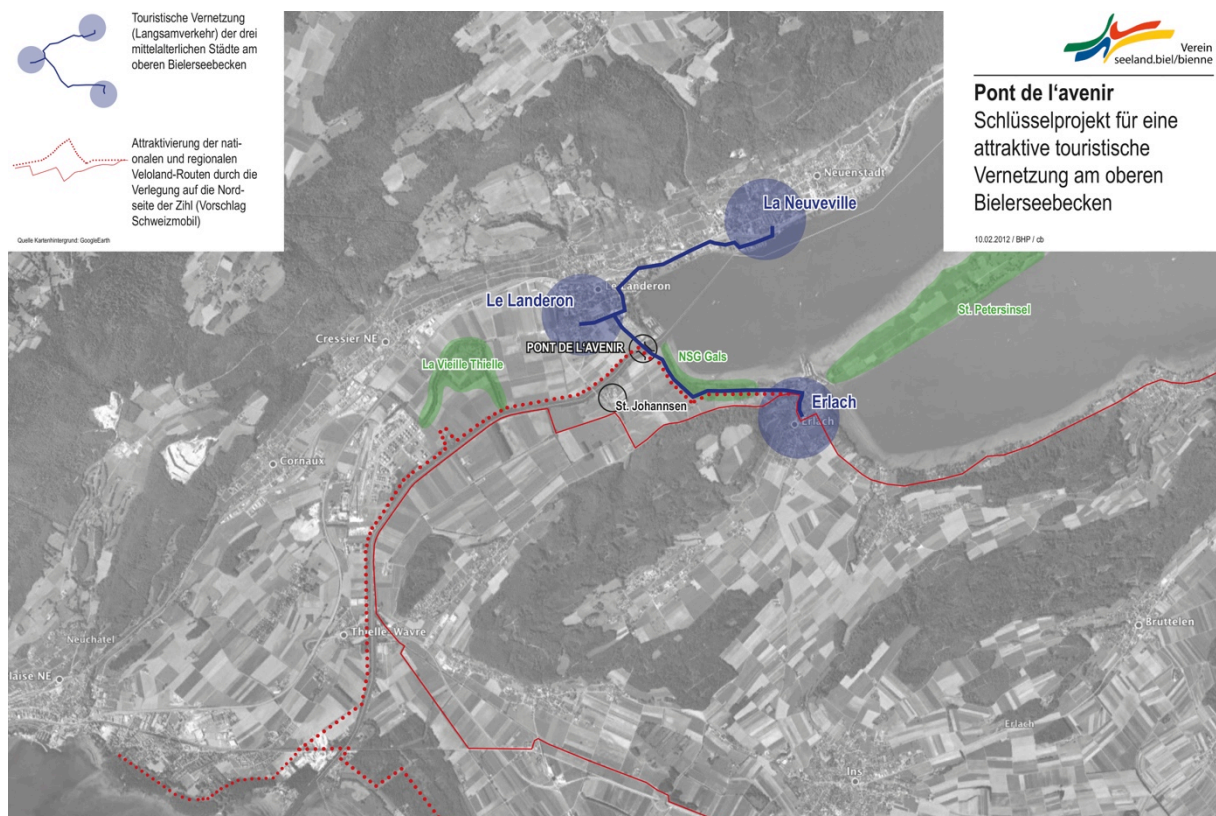 Touristische Vernetzung
(Langsamverkehr) der drei
mittelalterlichen Städte am
oberen Bielerseebecken
Attraktivierung der nati-
onalen und regionalen
Veloland-Routen durch die
Verlegung auf die Nord-
seite der Zihl (Vorschlag
Schweizmobil)
Quelle Kartenhintergrund: GoogleEarth
Verein
seeland.biel/bienne
Pont de l'avenir
Schlüsselprojekt für eine
attraktive touristische
Vernetzung am oberen
Bielerseebecken
10.02.2012 / BHP / cb
Neuenstadt
La Neuveville
Le Landeron
Landeron
St. Petersinsel
Cressier NE
PONT DE L'AVENIR
La Vieille Thielle
NSG Gals
St. Johannsen
Erlach
Erlach
Cornaux
Thielle-Wavre
Neuchatel
Brüttelen
Blaise NE
Erlach
Ins